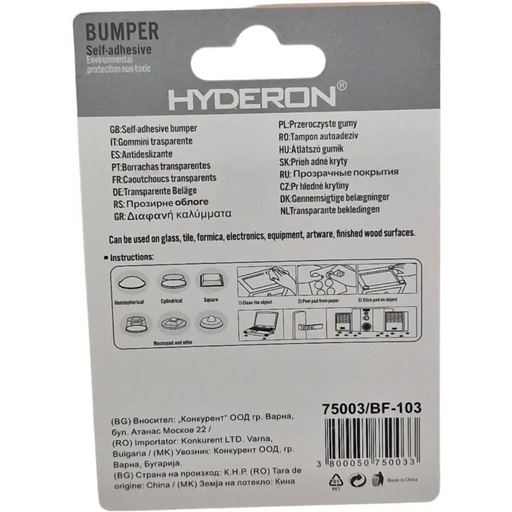 BUMPER
Self-adhesive
Environmental
protection non-toxic
HYDERON®
GB:Self-adhesive bumper
IT:Gommini trasparente
ES:Antideslizante
PT:Borrachas transparentes
FR:Caoutchoucs transparents
DE:Transparente Beläge
RS:Прозирне облоге
GR: Διαφανή καλύμματα
PL:Przeroczyste gumy
RO:Tampon autoadeziv
HU:Átlátszó gumik
SK:Prieh adné kryty
RU: Прозрачные покрытия
CZ:Pr hledné krytiny
DK:Gennemsigtige belægninger
NL:Transparante bekledingen
Can be used on glass, tile, formica, electronics, equipment, artware, finished wood surfaces.
Instructions:
Hemispherical
Cylindrical
Square
1) Clean the object
2) Peel pad from paper
3) Stick pad on object
Recessed and othe
75003/BF-103
(BG) Вносител: „Конкурент" ООД гр. Варна,
бул. Атанас Москов 22 /
(RO) Importator: Konkurent LTD. Varna,
Bulgaria / (MK) Увозник: Конкурент ООД гр.
Варна, Бугарија.
(BG) Страна на произход: К.Н.Р. (RO) Tara de
origine: China / (MK) Земја на потекло: Кина
3 800050 750033
Made in China